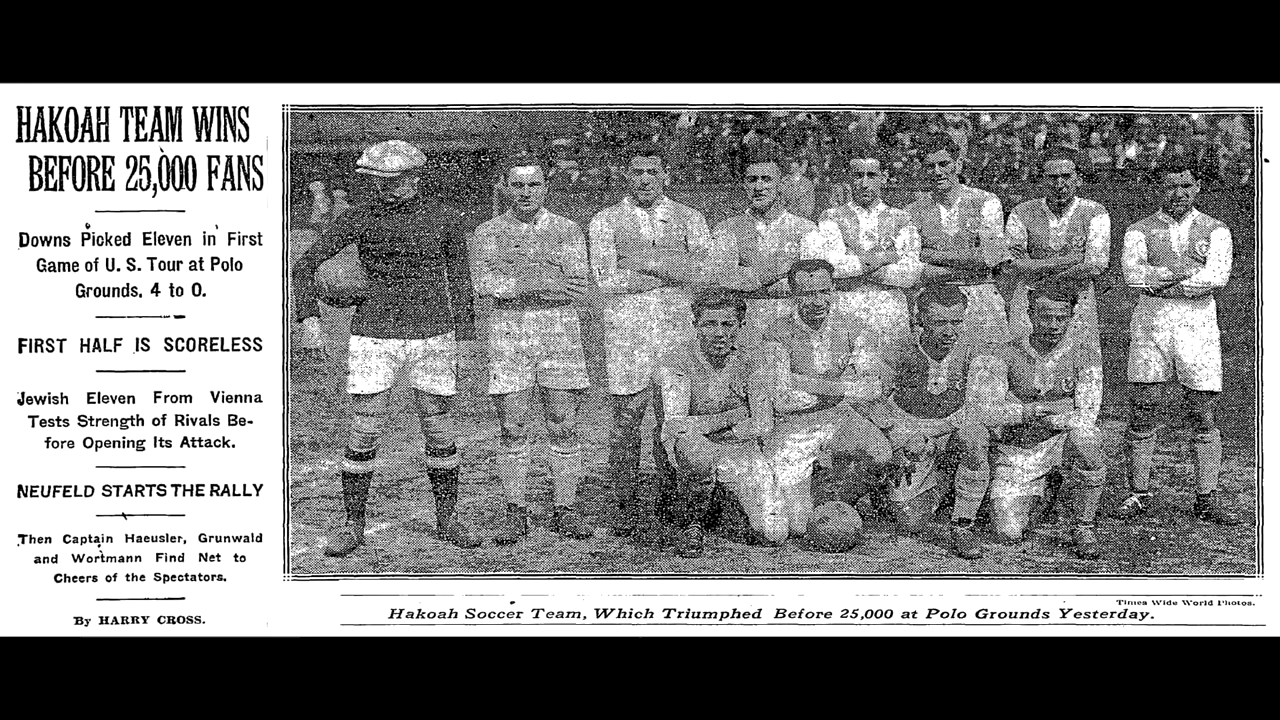 HAKOAH TEAM WINS
BEFORE 25,000 FANS
Downs Picked Eleven in First
Game of U. S. Tour at Polo
Grounds, 4 to 0.
FIRST HALF IS SCORELESS
Jewish Eleven From Vienna
Tests Strength of Rivals Be-
fore Opening Its Attack.
NEUFELD STARTS THE RALLY
Then Captain Haeusler, Grunwald
and Wortmann Find Net to
Cheers of the Spectators.
By HARRY CROSS.
Times Wide World Photos.
Hakoah Soccer Team, Which Triumphed Before 25,000 at Polo Grounds Yesterday.